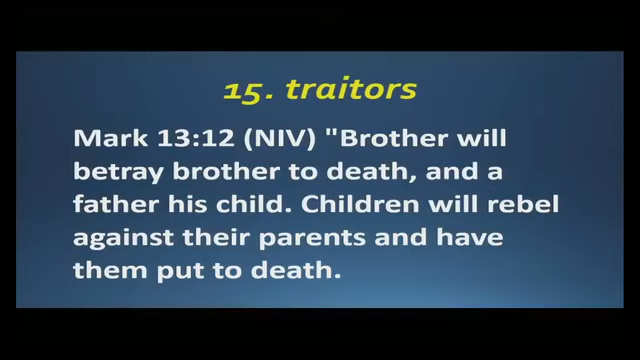 15. traitors
Mark 13:12 (NIV) "Brother will
betray brother to death, and a
father his child. Children will rebel
against their parents and have
them put to death.